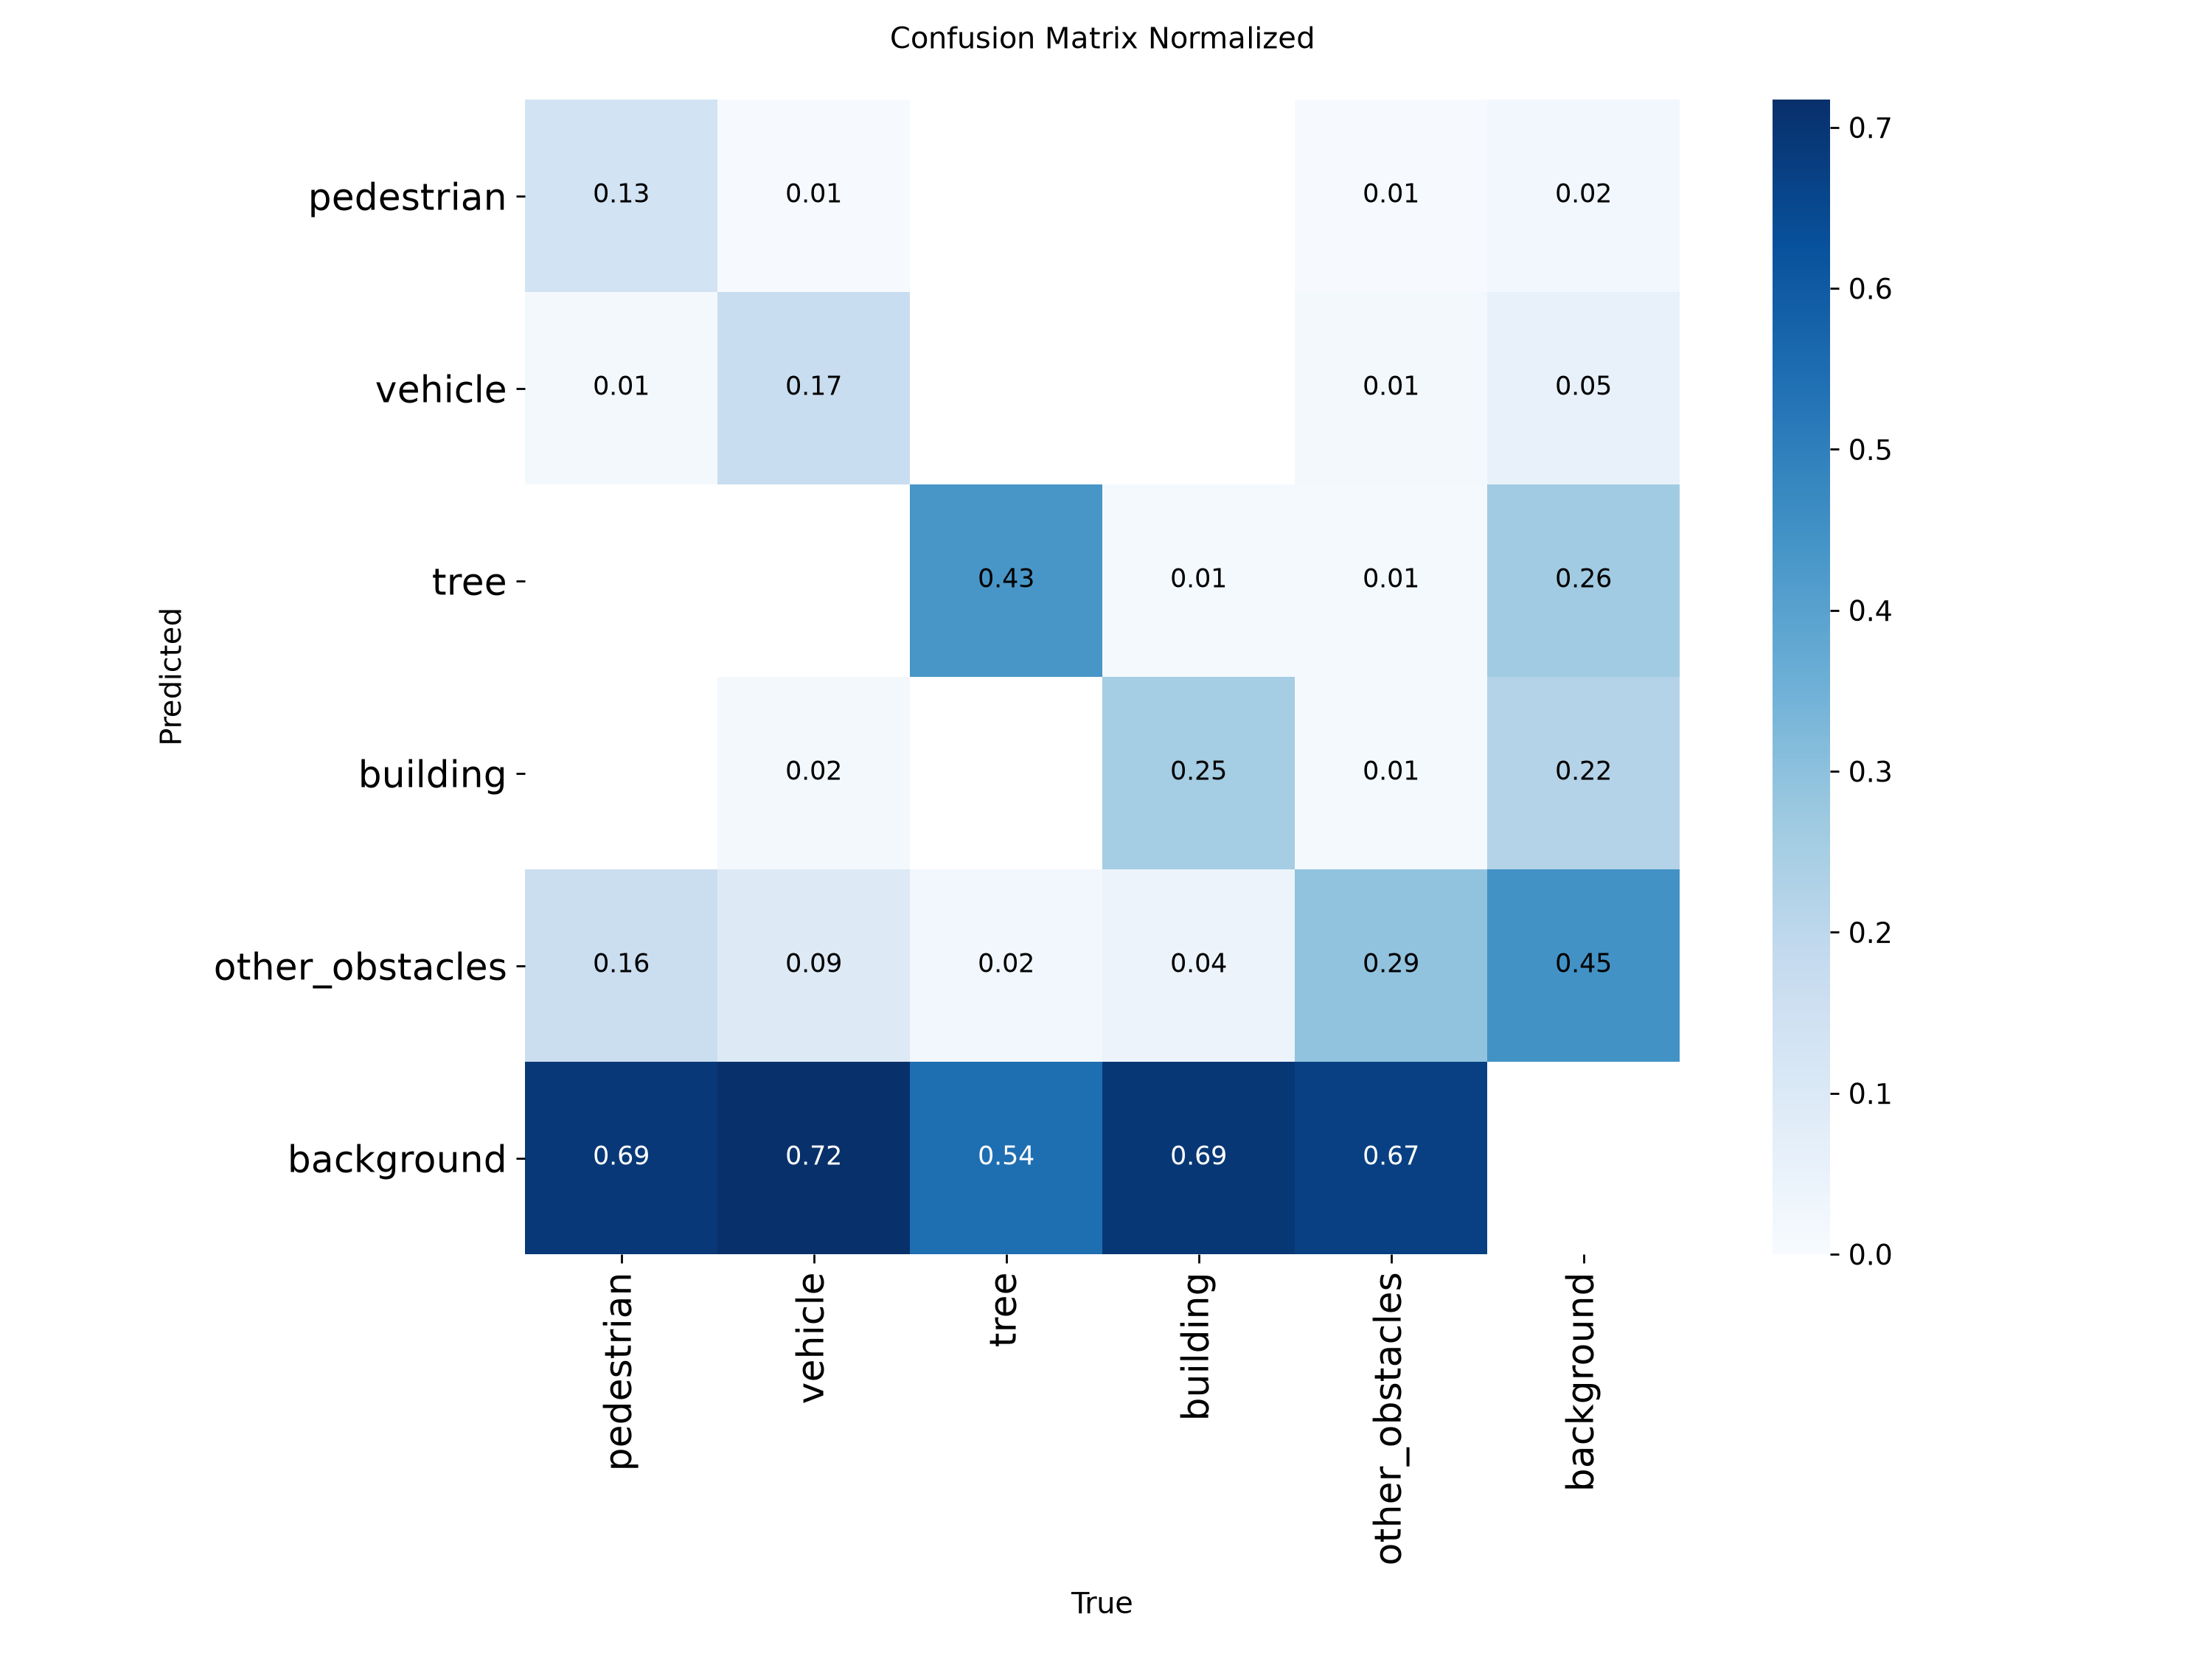 Confusion Matrix Normalized
pedestrian 0.13 0.01 0.01 0.02
vehicle 0.01 0.17 0.01 0.05
tree 0.43 0.01 0.01 0.26
building 0.02 0.25 0.01 0.22
other_obstacles 0.16 0.09 0.02 0.04 0.29 0.45
background 0.69 0.72 0.54 0.69 0.67
Predicted
pedestrian vehicle tree building other_obstacles background
True
0.7
0.6
0.5
0.4
0.3
0.2
0.1
0.0